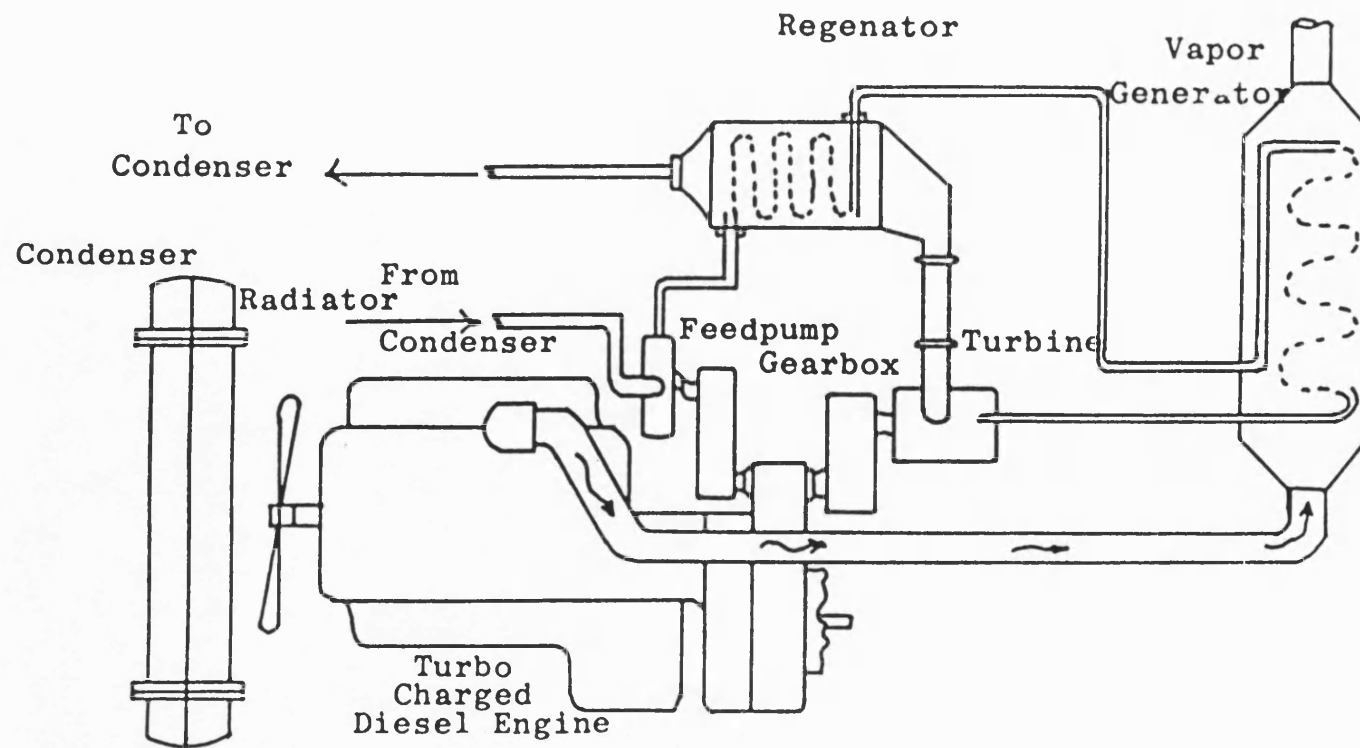 Regenator
Vapor
Generator
To
Condenser
Condenser
Radiator
From
Condenser
Feedpump
Gearbox
Turbine
Turbo
Charged
Diesel Engine